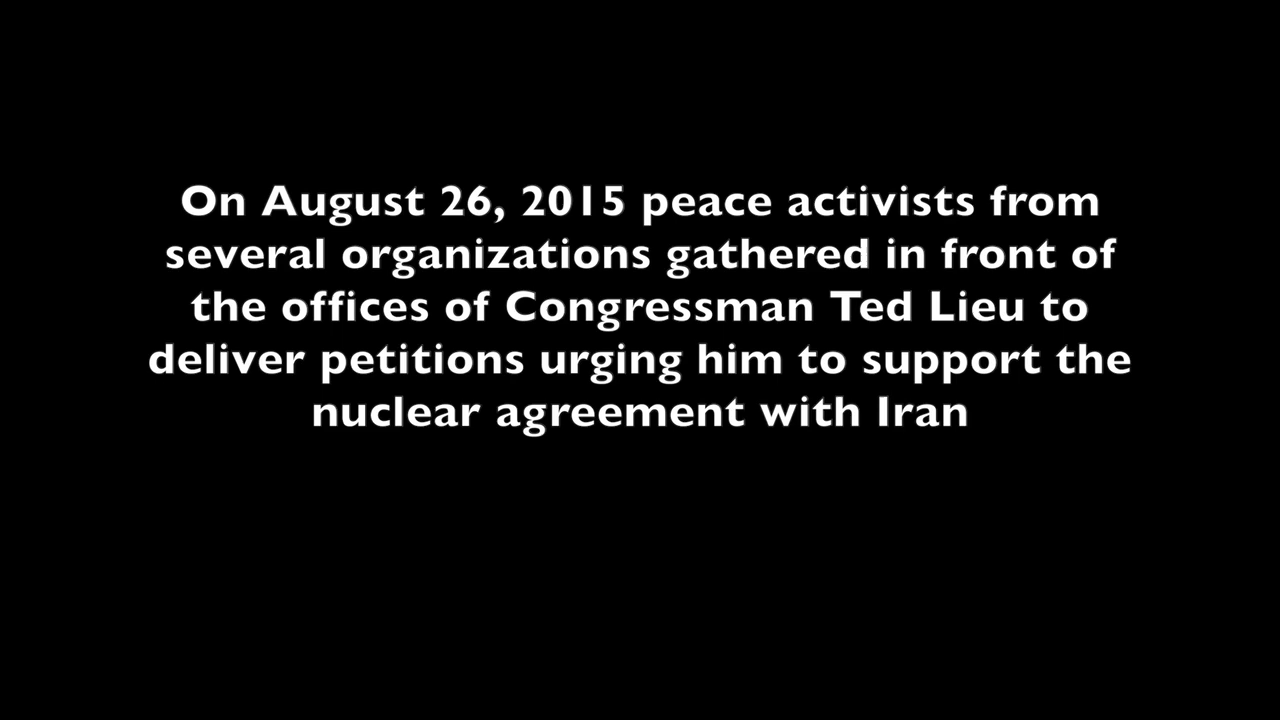 On August 26, 2015 peace activists from
several organizations gathered in front of
the offices of Congressman Ted Lieu to
deliver petitions urging him to support the
nuclear agreement with Iran